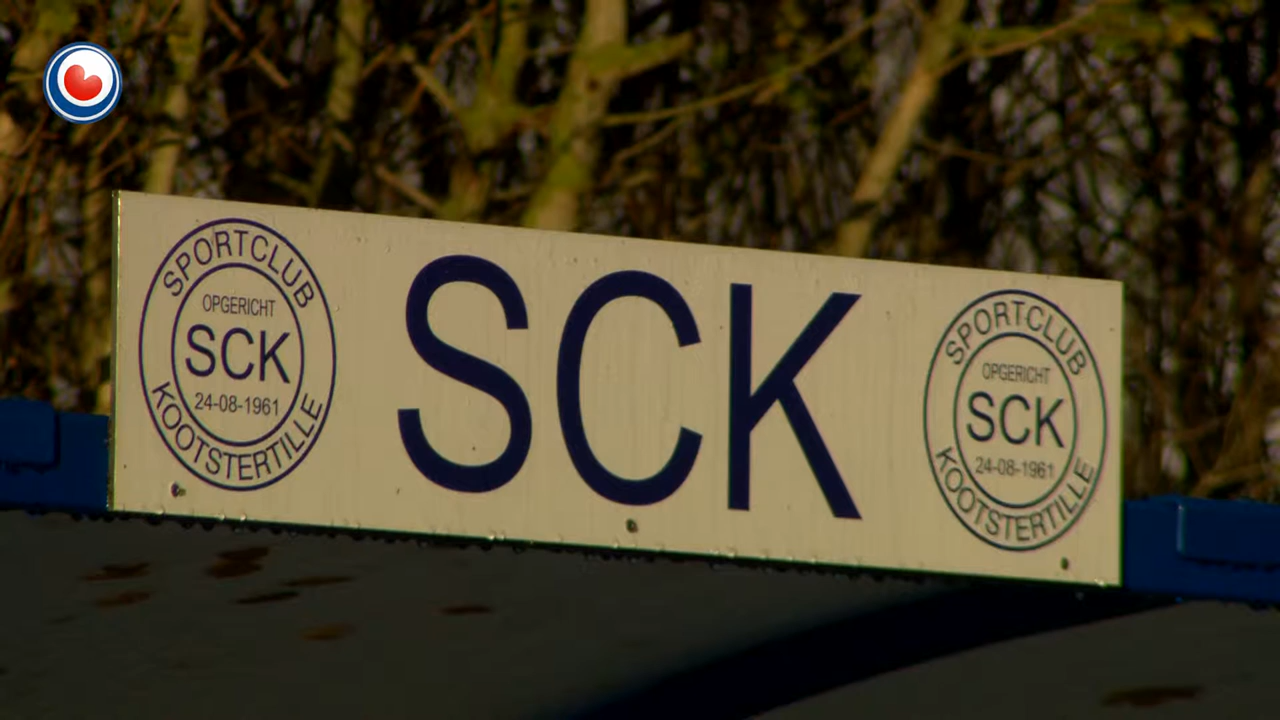 SPORTCLUB
OPGERICHT
SCK
24-08-1961
KOOTSTERTILLE
SCK
SPORTCLUB
OPGERICHT
SCK
24-08-1961
KOOTSTERTILLE